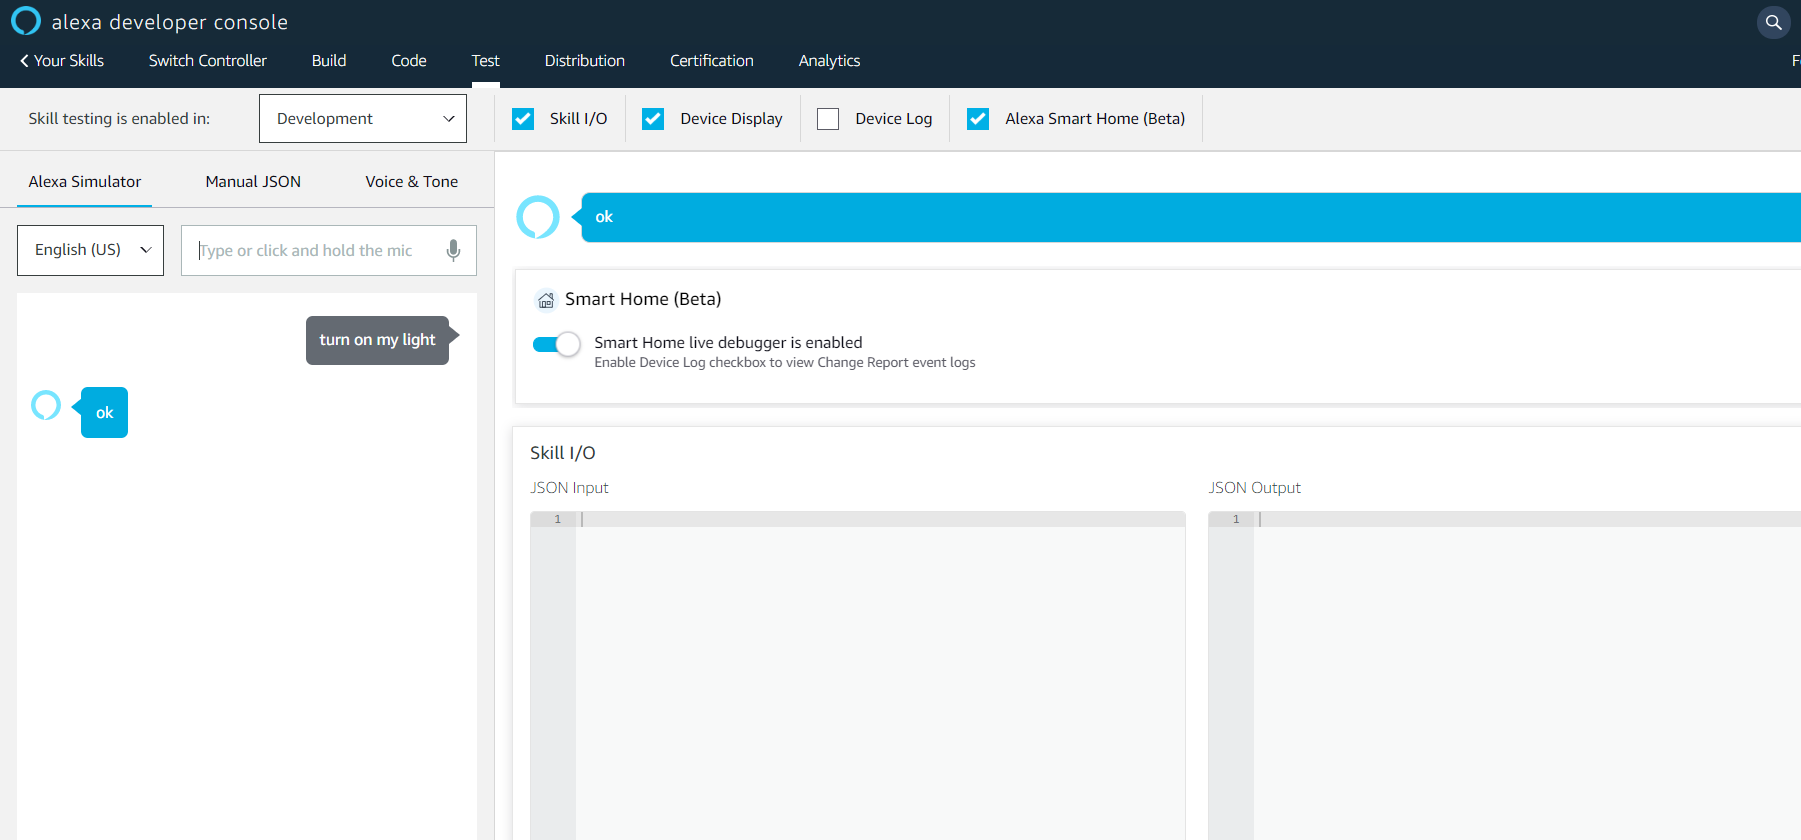 alexa developer console
Your Skills Switch Controller Build Code Test Distribution Certification Analytics
Skill testing is enabled in: Development Skill I/O Device Display Device Log Alexa Smart Home (Beta)
Alexa Simulator Manual JSON Voice & Tone
English (US) Type or click and hold the mic
turn on my light
ok
ok
Smart Home (Beta)
Smart Home live debugger is enabled
Enable Device Log checkbox to view Change Report event logs
Skill I/O
JSON Input JSON Output
1 1